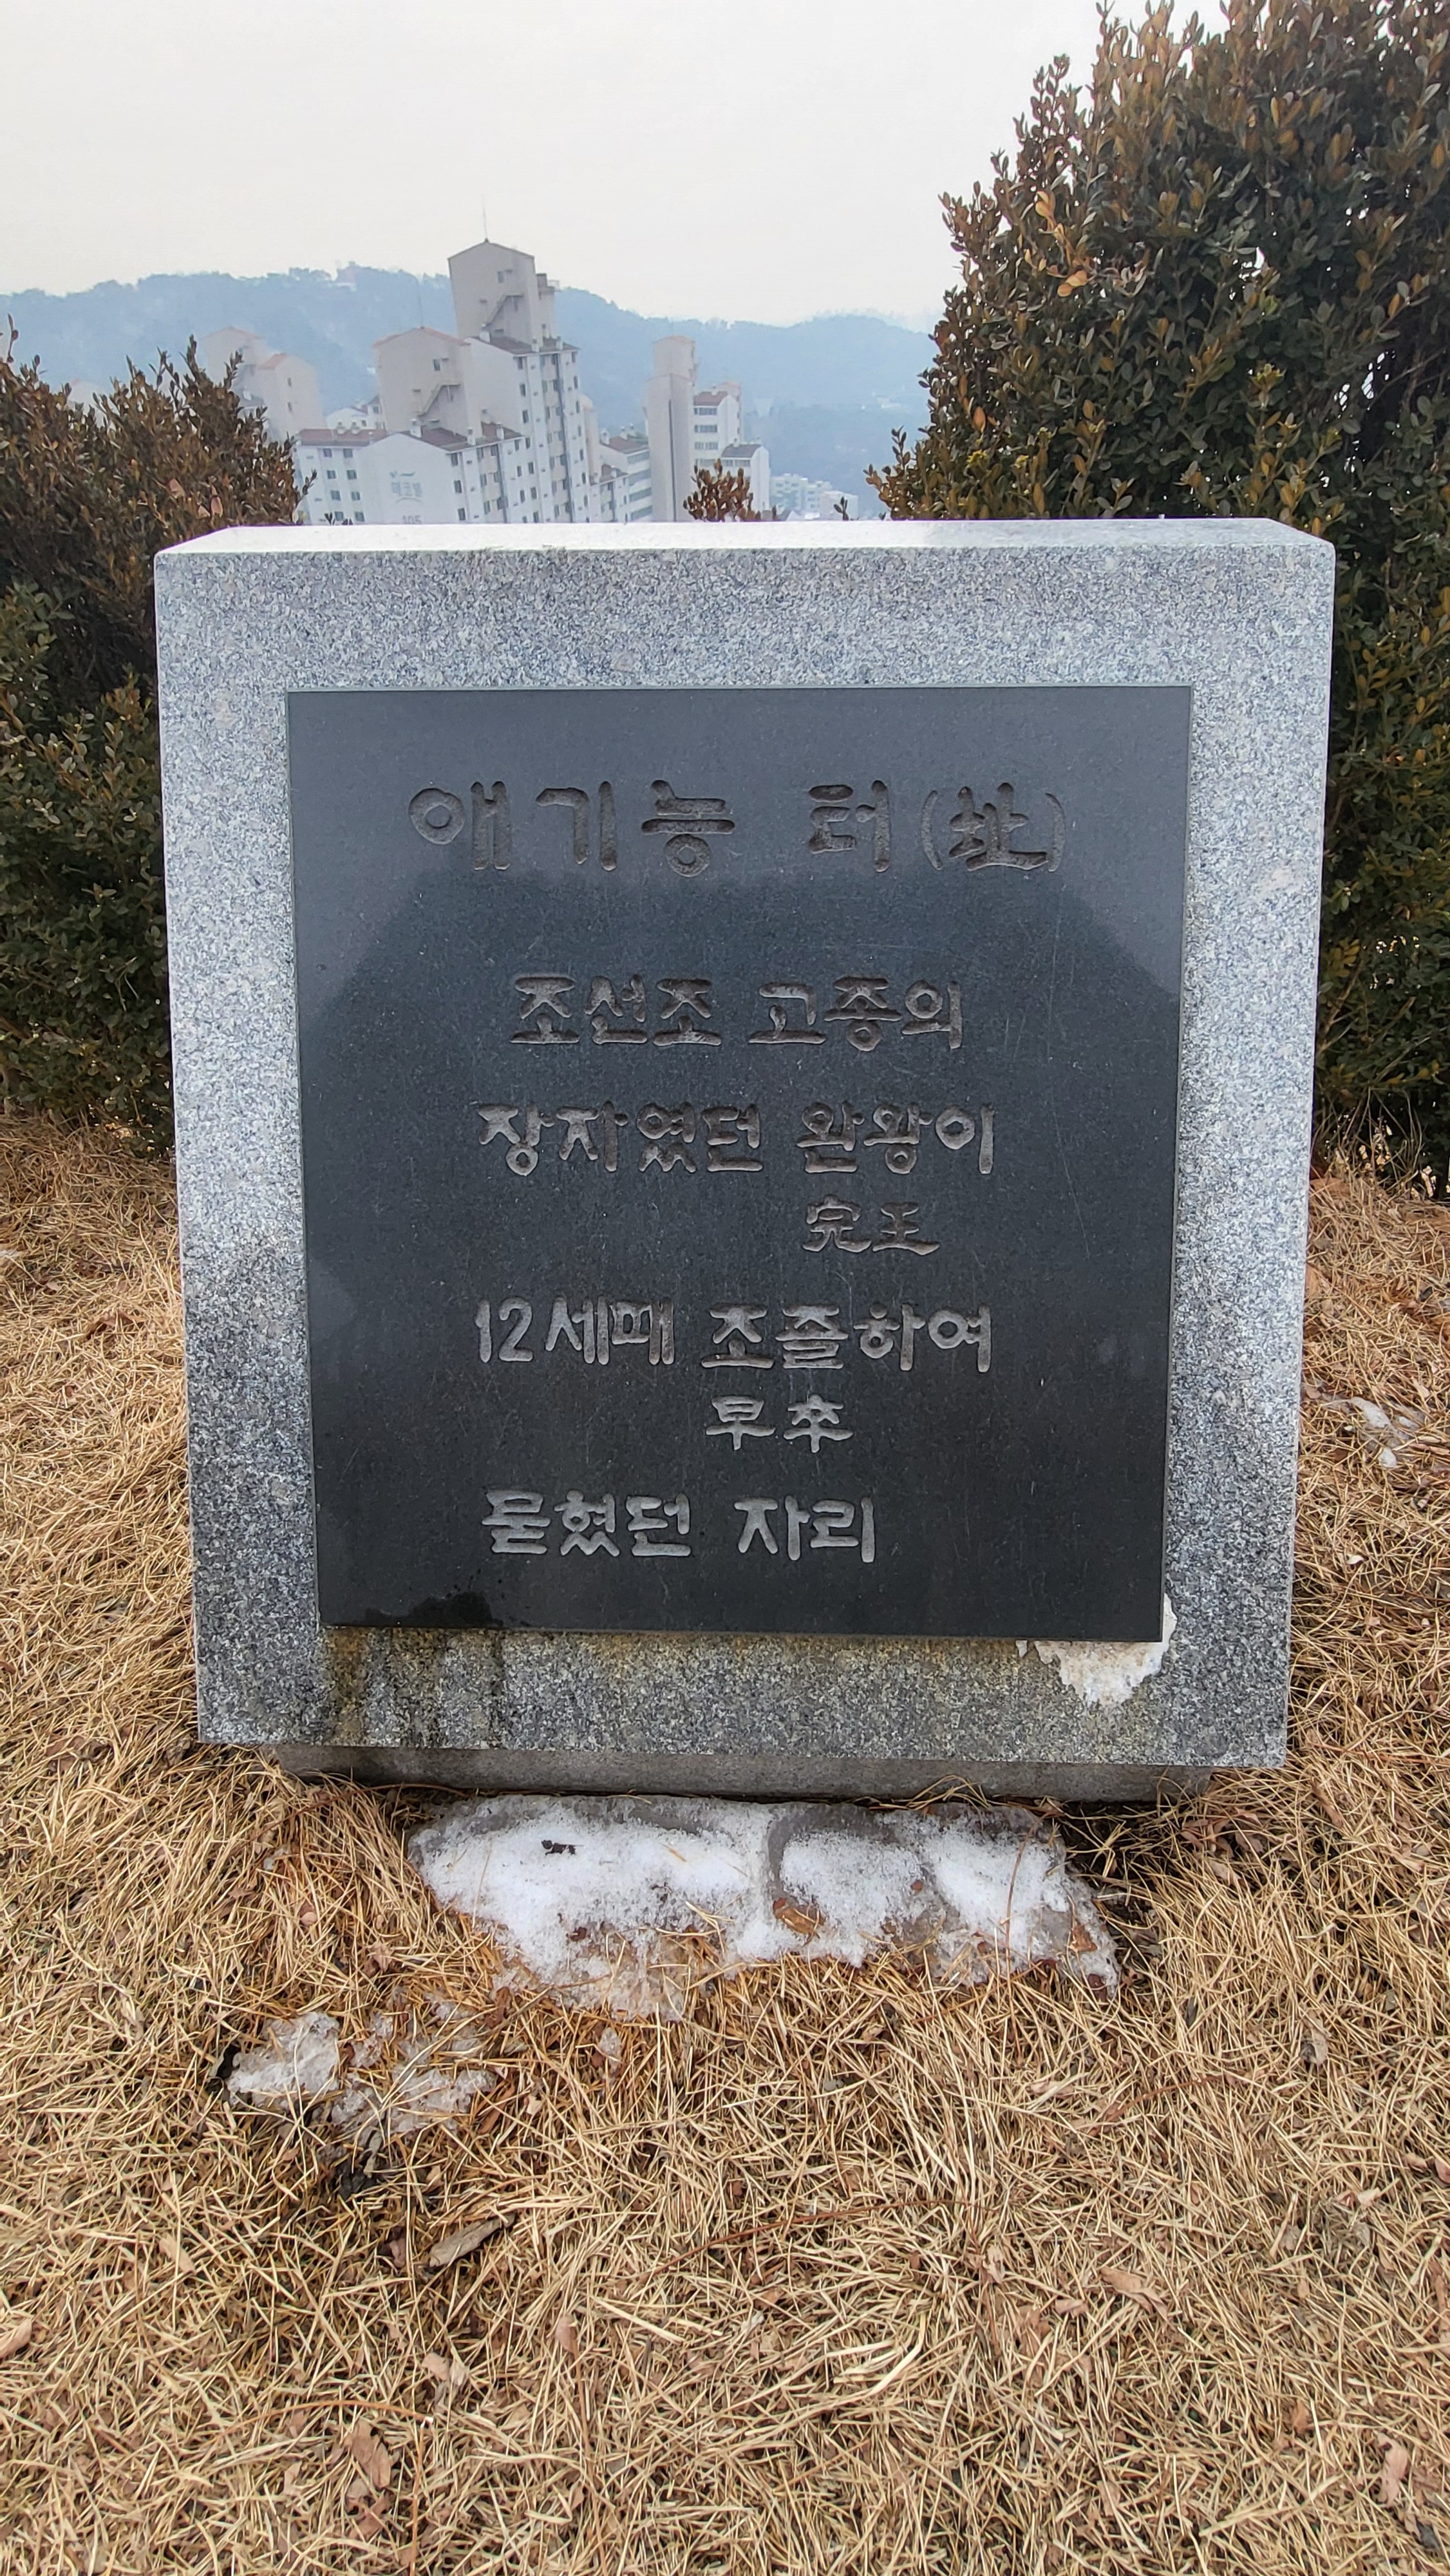 애기능 터(址)
조선조 고종의
장자였던 완왕이
完王
12세때 조졸하여
早卒
묻혔던 자리